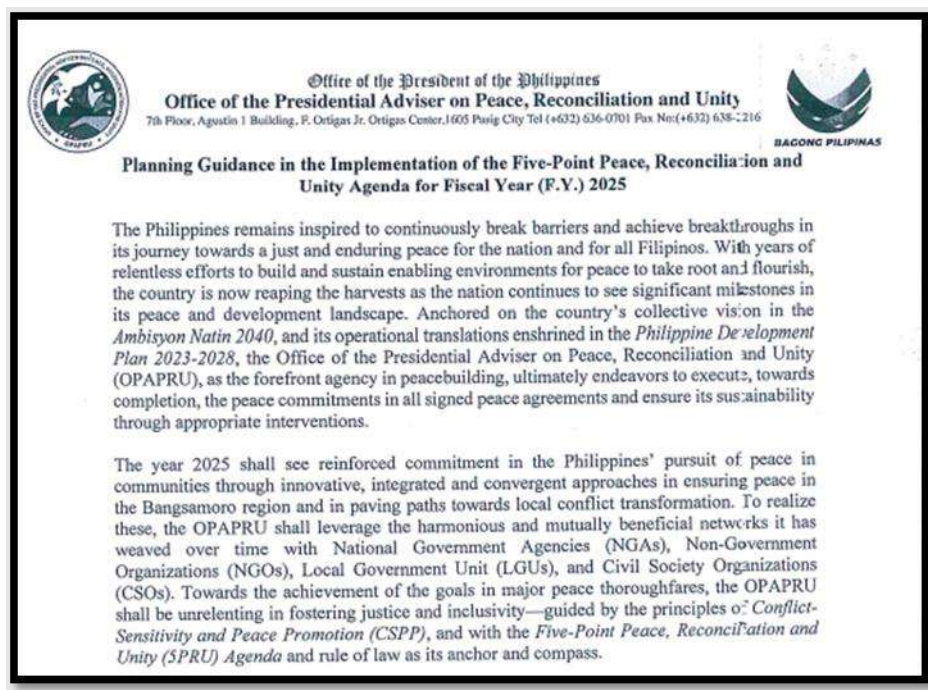 Office of the President of the Philippines
Office of the Presidential Adviser on Peace, Reconciliation and Unity
7th Floor, Agustin 1 Building, F. Ortigas Jr. Ortigas Center,1605 Pasig City Tel (+632) 636-0701 Fax No:(+632) 638-2216
BAGONG PILIPINAS
Planning Guidance in the Implementation of the Five-Point Peace, Reconciliation and
Unity Agenda for Fiscal Year (F.Y.) 2025
The Philippines remains inspired to continuously break barriers and achieve breakthroughs in
its journey towards a just and enduring peace for the nation and for all Filipinos. With years of
relentless efforts to build and sustain enabling environments for peace to take root and flourish,
the country is now reaping the harvests as the nation continues to see significant milestones in
its peace and development landscape. Anchored on the country's collective vision in the
Ambisyon Natin 2040, and its operational translations enshrined in the Philippine Development
Plan 2023-2028, the Office of the Presidential Adviser on Peace, Reconciliation and Unity
(OPAPRU), as the forefront agency in peacebuilding, ultimately endeavors to execute, towards
completion, the peace commitments in all signed peace agreements and ensure its sustainability
through appropriate interventions.
The year 2025 shall see reinforced commitment in the Philippines' pursuit of peace in
communities through innovative, integrated and convergent approaches in ensuring peace in
the Bangsamoro region and in paving paths towards local conflict transformation. To realize
these, the OPAPRU shall leverage the harmonious and mutually beneficial networks it has
weaved over time with National Government Agencies (NGAs), Non-Government
Organizations (NGOs), Local Government Unit (LGUs), and Civil Society Organizations
(CSOs). Towards the achievement of the goals in major peace thoroughfares, the OPAPRU
shall be unrelenting in fostering justice and inclusivity—guided by the principles of Conflict-
Sensitivity and Peace Promotion (CSPP), and with the Five-Point Peace, Reconciliation and
Unity (5PRU) Agenda and rule of law as its anchor and compass.